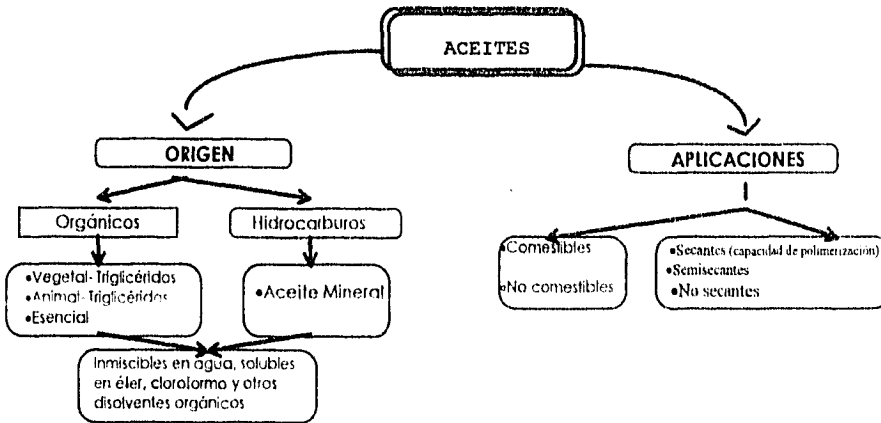 ACEITES
ORIGEN
APLICACIONES
Orgánicos
Hidrocarburos
•Vegetal-Triglicéridos
•Animal-Triglicéridos
•Esencial
•Aceite Mineral
•Comestibles
•No comestibles
•Secantes (capacidad de polimerización)
•Semisecantes
•No secantes
Inmiscibles en agua, solubles
en éter, cloroformo y otros
disolventes orgánicos